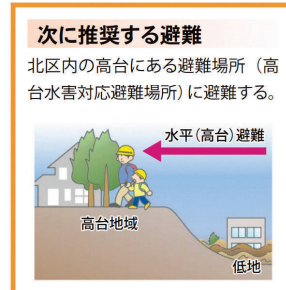 次に推奨する避難
北区内の高台にある避難場所（高
台水害対応避難場所）に避難する。
水平（高台）避難
高台地域
低地